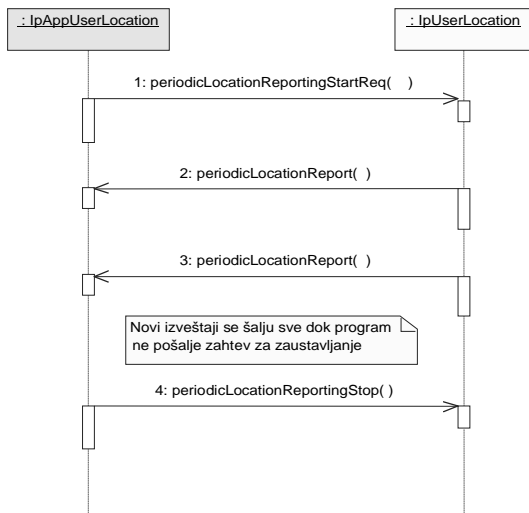 : IpAppUserLocation
: IpUserLocation
1: periodicLocationReportingStartReq( )
2: periodicLocationReport( )
3: periodicLocationReport( )
Novi izveštaji se šalju sve dok program
ne pošalje zahtev za zaustavljanje
4: periodicLocationReportingStop( )